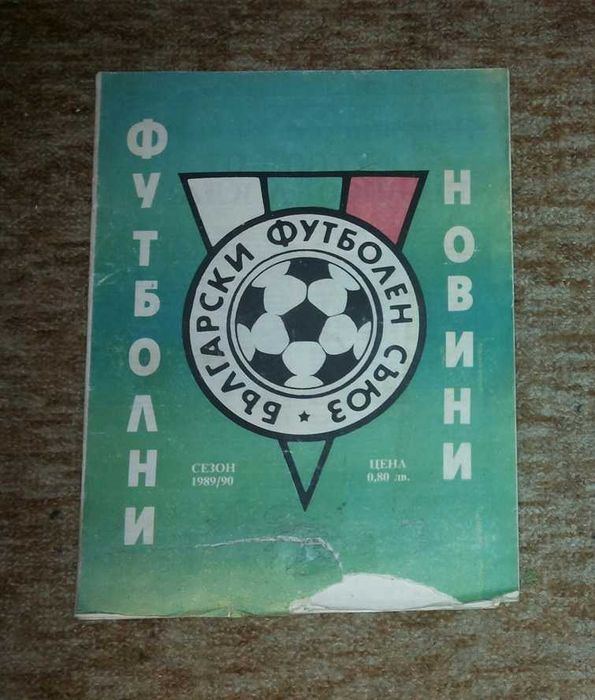 ФУТБОЛНИ
НОВИНИ
БЪЛГАРСКИ ФУТБОЛЕН СЪЮЗ
СЕЗОН
1989/90
ЦЕНА
0,80 лв.